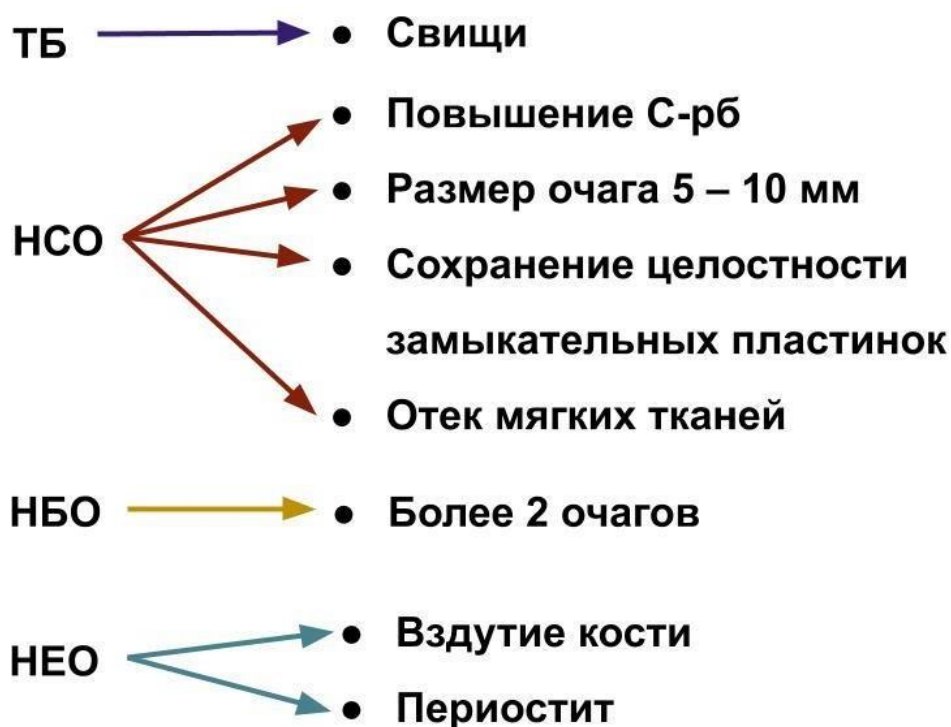 ТБ
● Свищи
НСО
● Повышение С-рб
● Размер очага 5 – 10 мм
● Сохранение целостности
замыкательных пластинок
● Отек мягких тканей
НБО
● Более 2 очагов
НЕО
● Вздутие кости
● Периостит